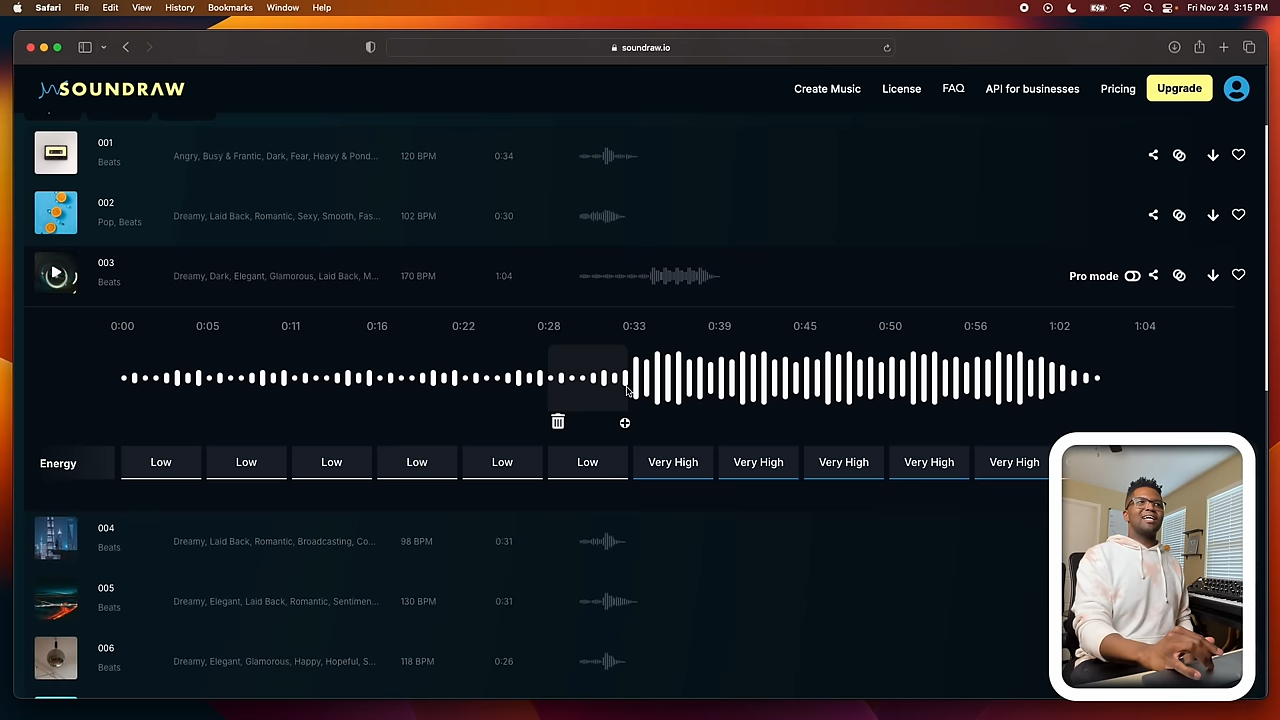 Safari File Edit View History Bookmarks Window Help Fri Nov 24 3:15 PM
soundraw.io
SOUNDRAW Create Music License FAQ API for businesses Pricing Upgrade
001 Angry, Busy & Frantic, Dark, Fear, Heavy & Pond... 120 BPM 0:34
Beats
002 Dreamy, Laid Back, Romantic, Sexy, Smooth, Fas... 102 BPM 0:30
Pop, Beats
003 Dreamy, Dark, Elegant, Glamorous, Laid Back, M... 170 BPM 1:04 Pro mode
Beats
0:00 0:05 0:11 0:16 0:22 0:28 0:33 0:39 0:45 0:50 0:56 1:02 1:04
Energy Low Low Low Low Low Low Very High Very High Very High Very High Very High
004 Dreamy, Laid Back, Romantic, Broadcasting, Co... 98 BPM 0:31
Beats
005 Dreamy, Elegant, Laid Back, Romantic, Sentimen... 130 BPM 0:31
Beats
006 Dreamy, Elegant, Glamorous, Happy, Hopeful, S... 118 BPM 0:26
Beats